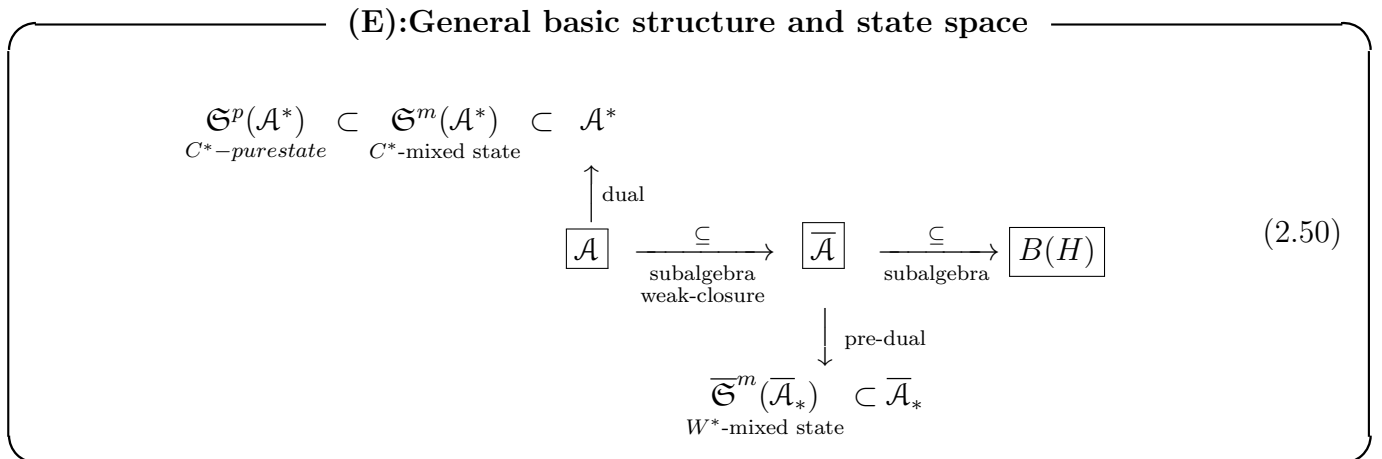 (E):General basic structure and state space
𝔖^p(𝒜*) ⊂ 𝔖^m(𝒜*) ⊂ 𝒜*
C*−purestate C*-mixed state
dual
𝒜 ⊆ 𝒜̅ ⊆ B(H) (2.50)
subalgebra subalgebra
weak-closure
pre-dual
𝔖̅^m(𝒜̅_*) ⊂ 𝒜̅_*
W*-mixed state